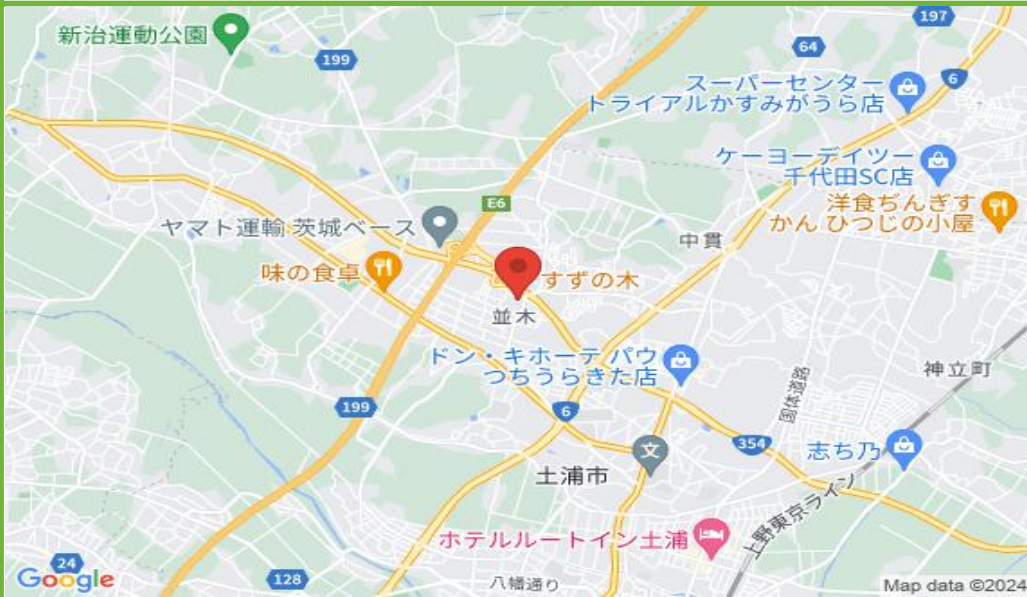 197
新治運動公園
199
64
6
スーパーセンター
トライアルかすみがうら店
ケーヨーデイツー
千代田SC店
洋食ぢんぎす
かん ひつじの小屋
E6
ヤマト運輸 茨城ベース
中貫
味の食卓
すずの木
並木
ドン・キホーテ パウ
つちうらきた店
神立町
国体道路
199
6
354
文
志ち乃
土浦市
上野東京ライン
ホテルルートイン土浦
24
Google
128
八幡通り
Map data ©2024